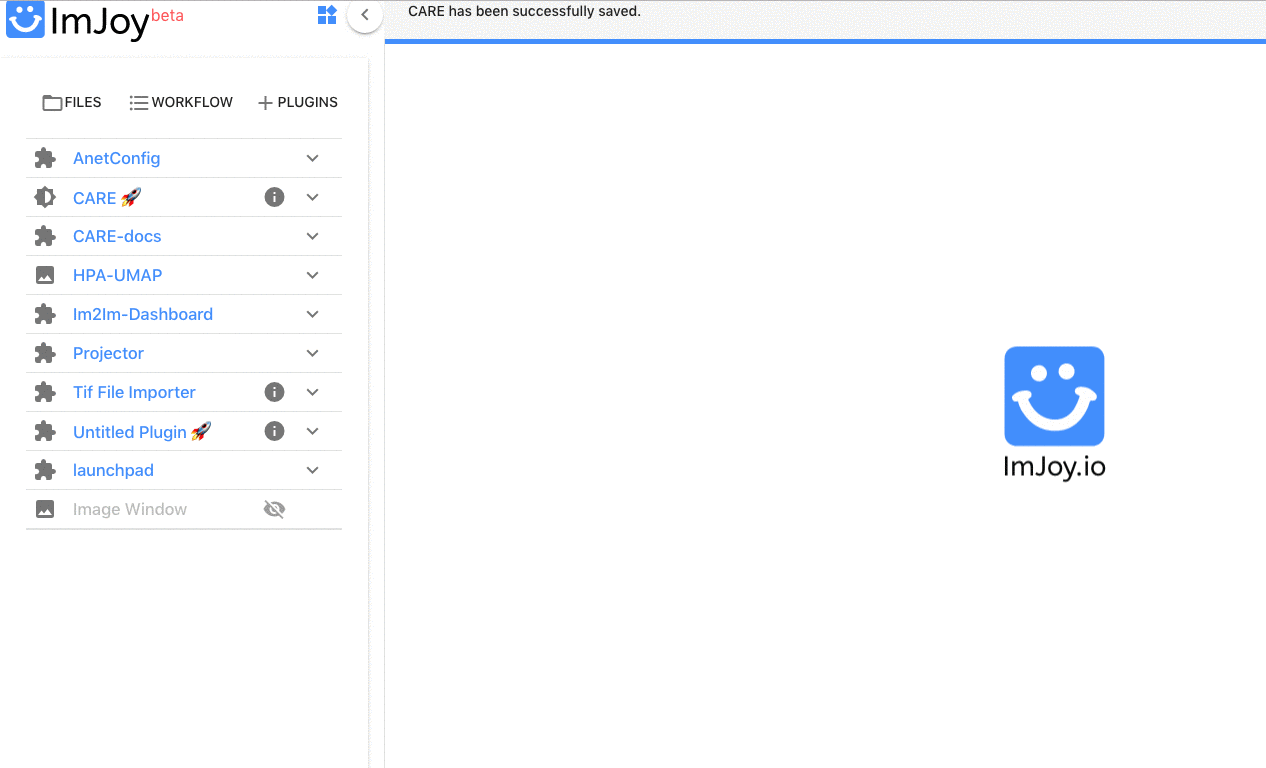 ImJoy beta
CARE has been successfully saved.
FILES WORKFLOW PLUGINS
AnetConfig
CARE 🚀
CARE-docs
HPA-UMAP
Im2Im-Dashboard
Projector
Tif File Importer
Untitled Plugin 🚀
launchpad
Image Window
ImJoy.io